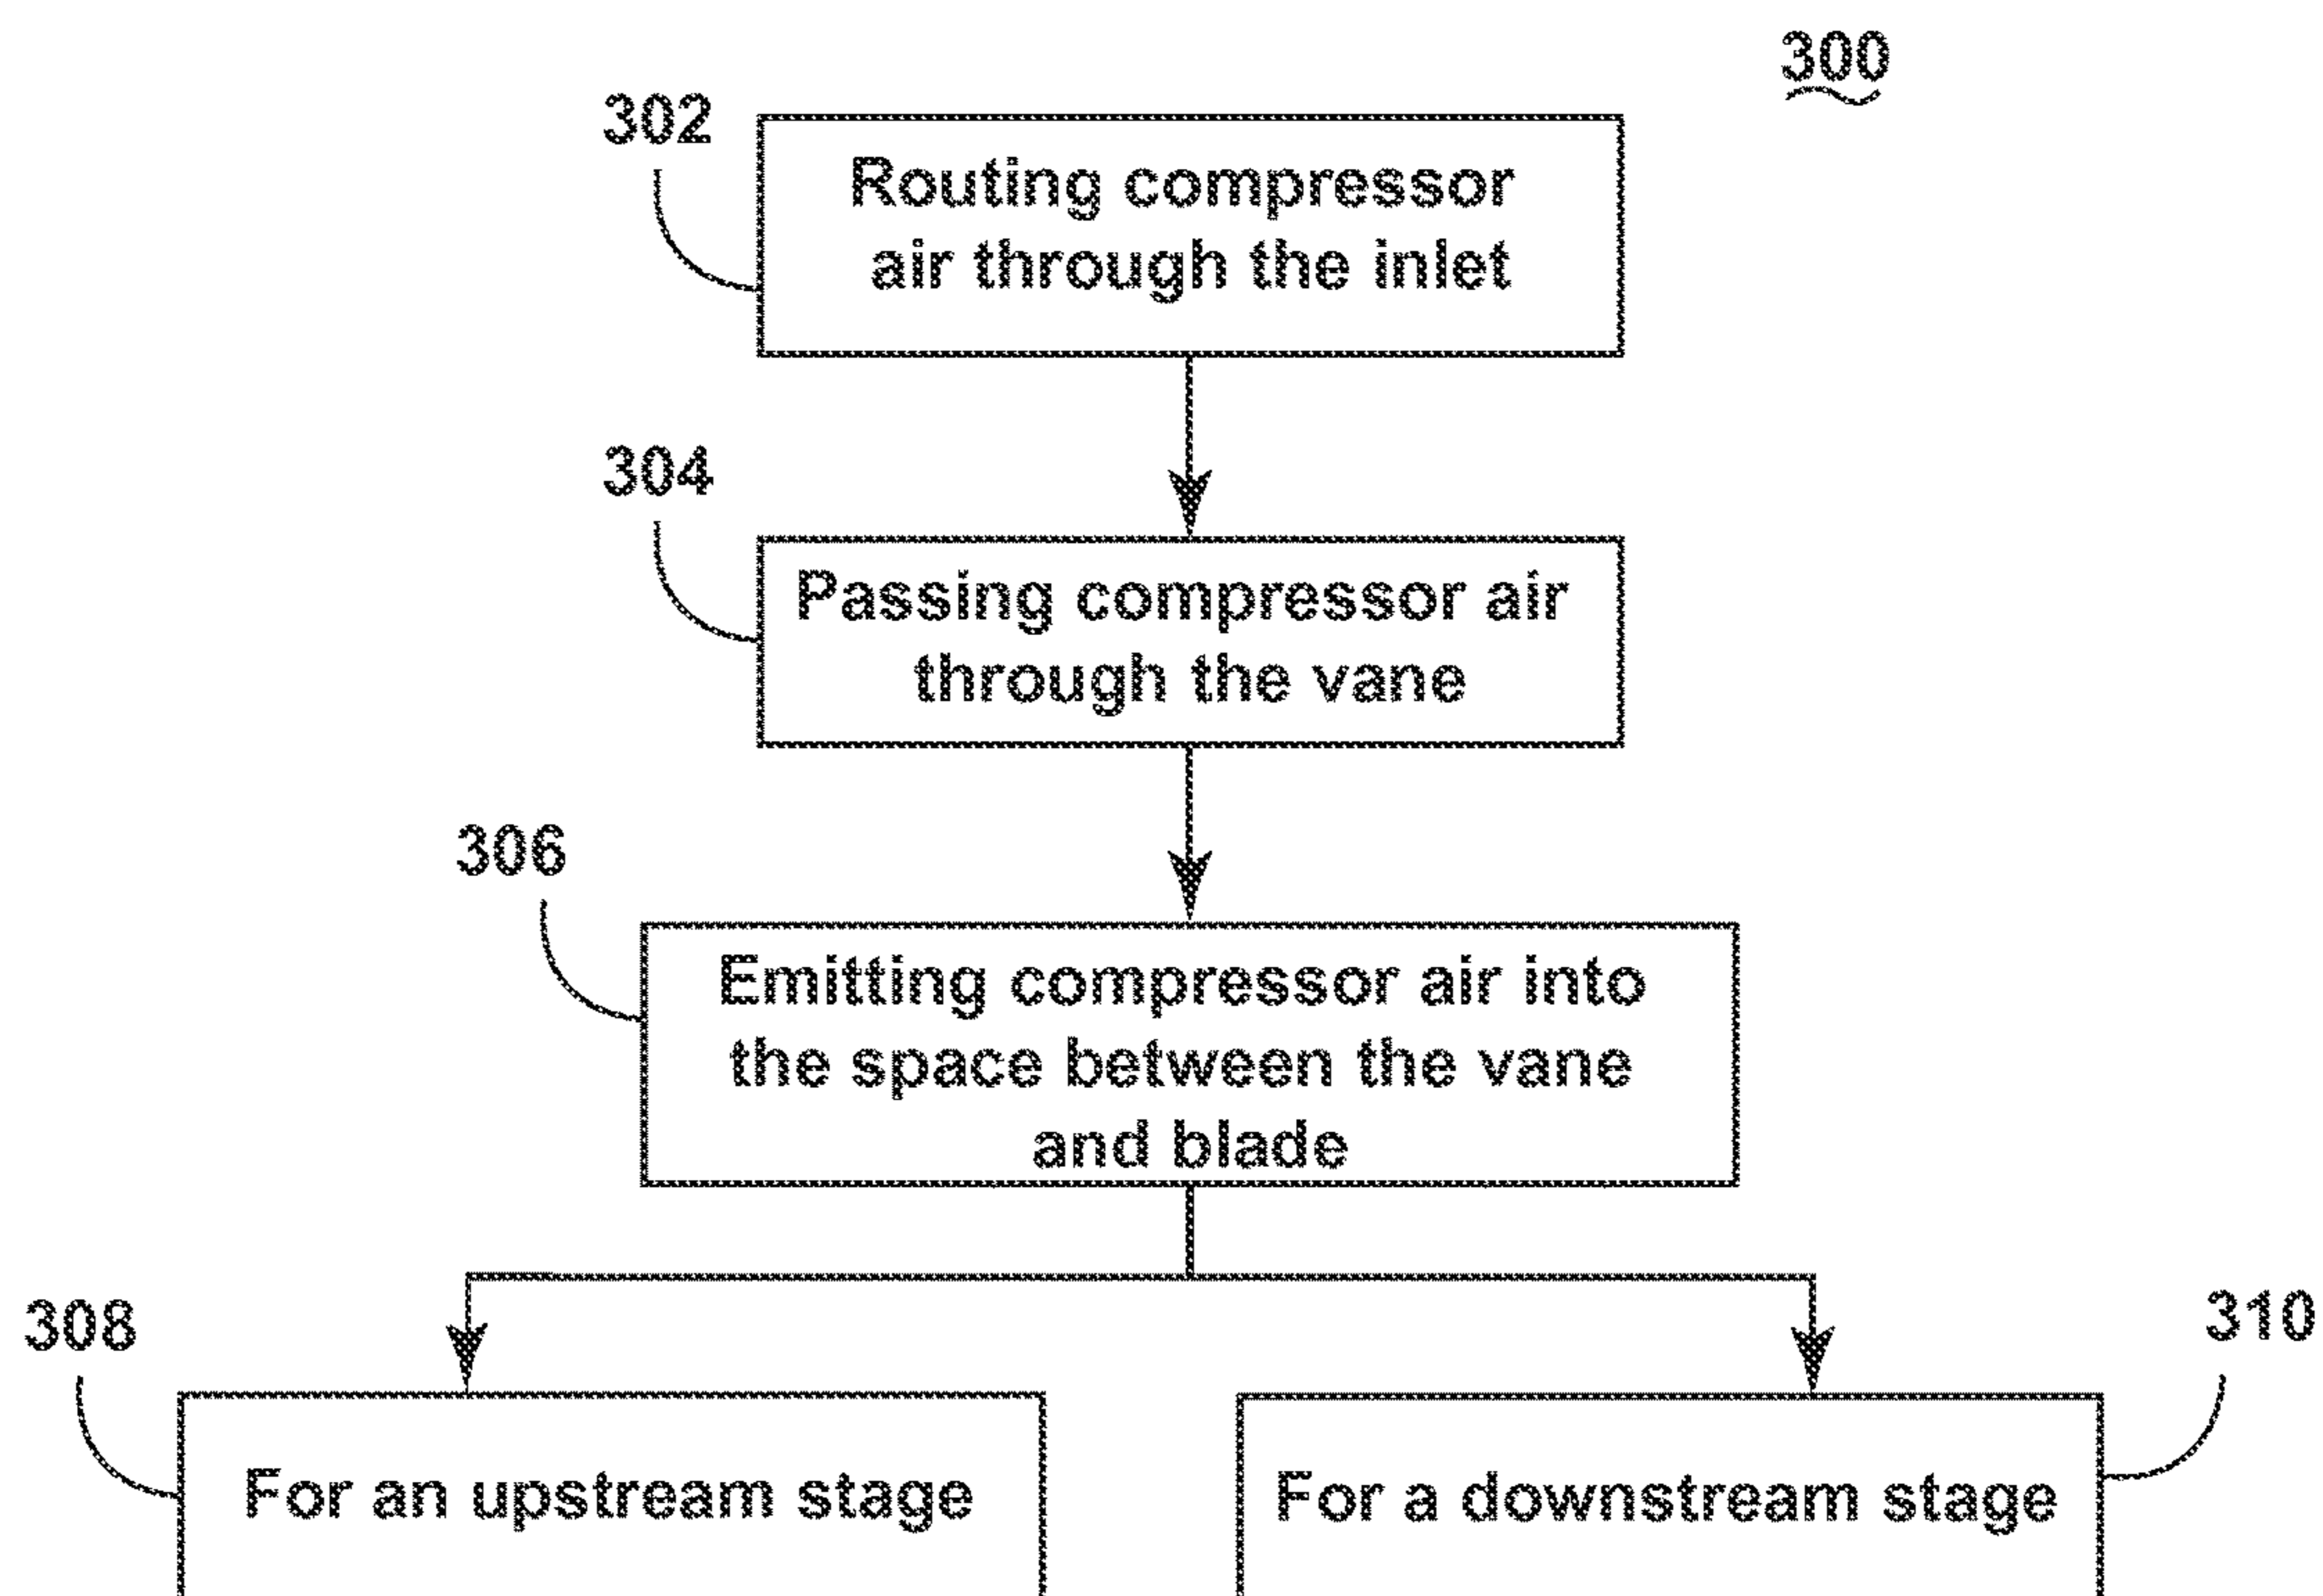 300
302
Routing compressor
air through the inlet
304
Passing compressor air
through the vane
306
Emitting compressor air into
the space between the vane
and blade
308
310
For an upstream stage
For a downstream stage